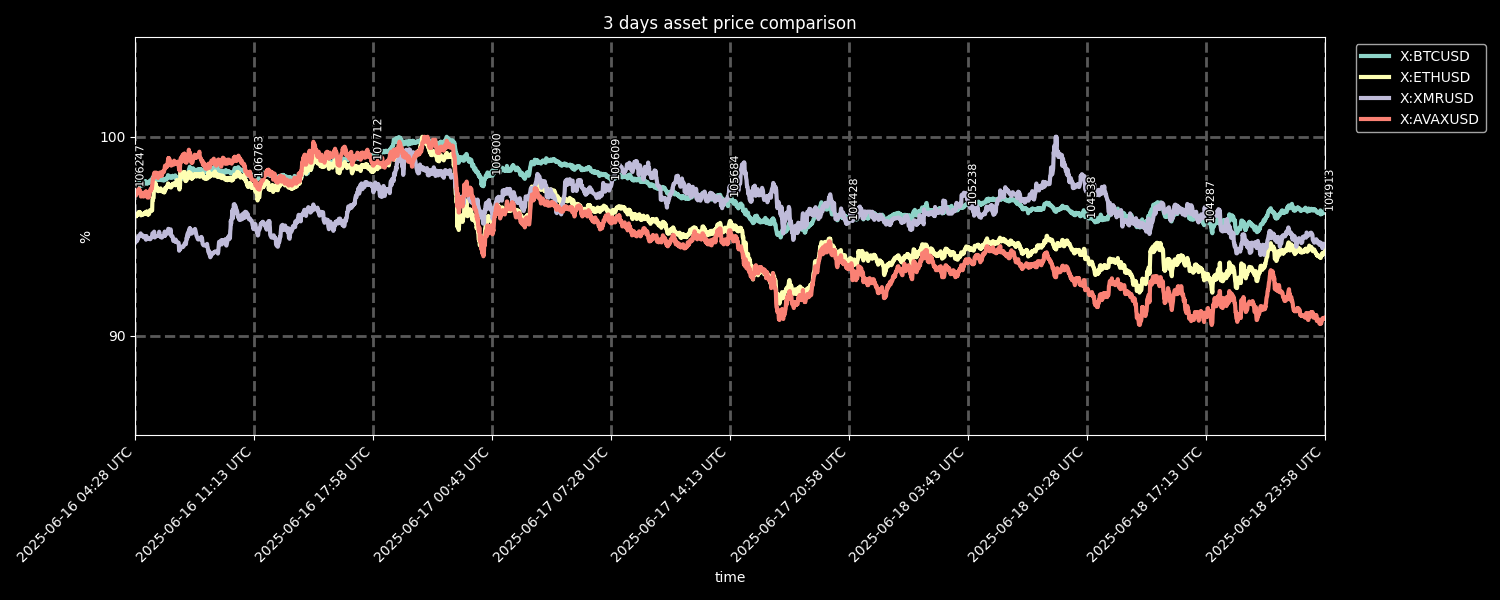 3 days asset price comparison
X:BTCUSD
X:ETHUSD
X:XMRUSD
X:AVAXUSD
%
100
90
106247
106763
107712
106900
106609
105684
104428
105238
104538
104287
104913
2025-06-16 04:28 UTC
2025-06-16 11:13 UTC
2025-06-16 17:58 UTC
2025-06-17 00:43 UTC
2025-06-17 07:28 UTC
2025-06-17 14:13 UTC
2025-06-17 20:58 UTC
2025-06-18 03:43 UTC
2025-06-18 10:28 UTC
2025-06-18 17:13 UTC
2025-06-18 23:58 UTC
time